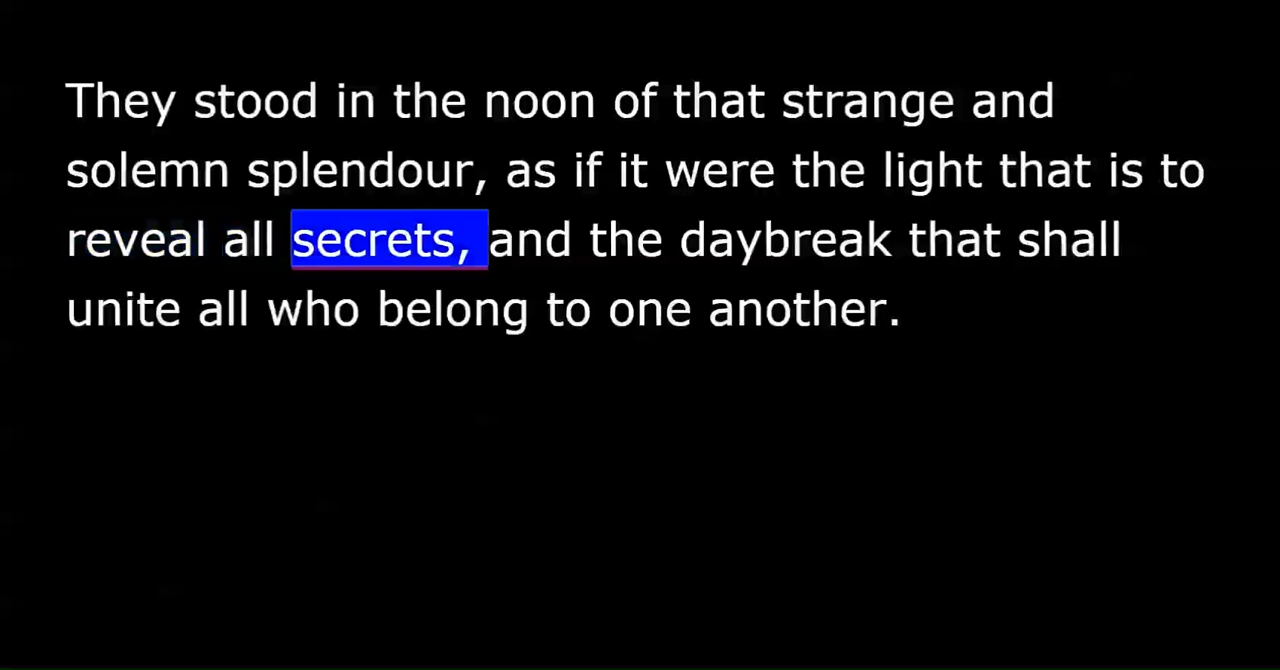 They stood in the noon of that strange and
solemn splendour, as if it were the light that is to
reveal all secrets, and the daybreak that shall
unite all who belong to one another.